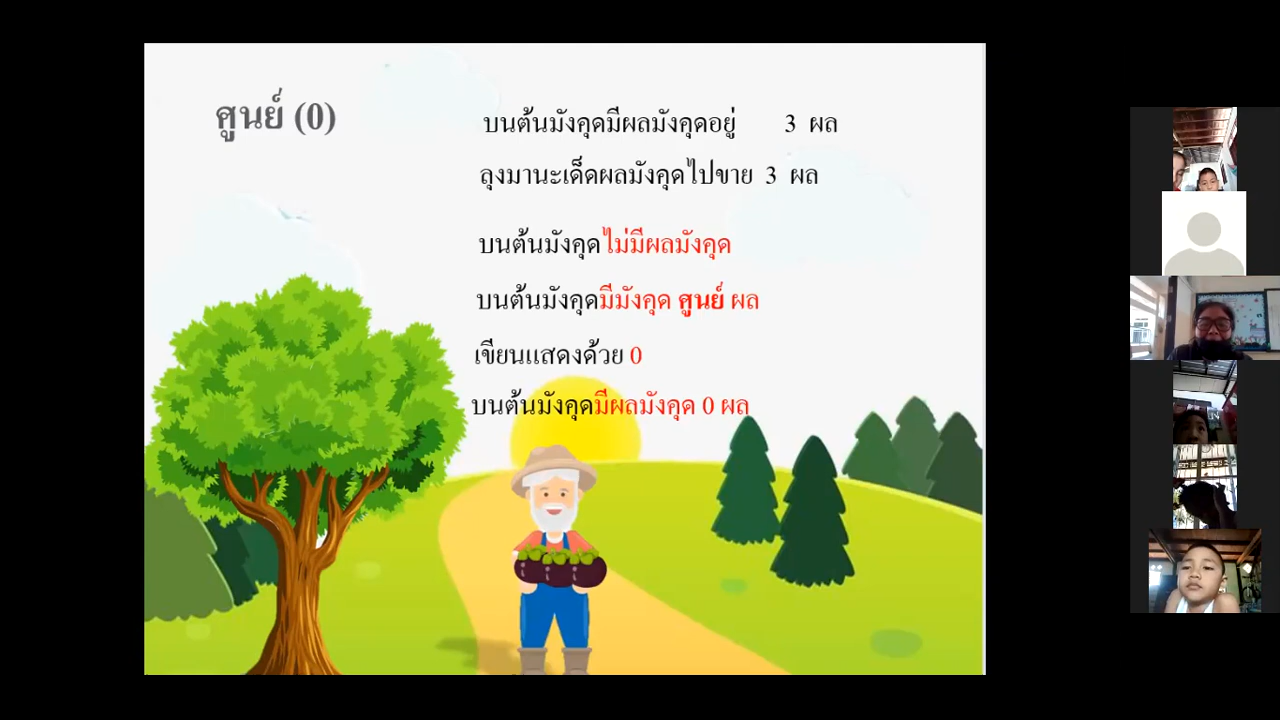 ศูนย์ (0)
บนต้นมังคุดมีผลมังคุดอยู่ 3 ผล
ลุงมานะเด็ดผลมังคุดไปขาย 3 ผล
บนต้นมังคุดไม่มีผลมังคุด
บนต้นมังคุดมีมังคุด ศูนย์ ผล
เขียนแสดงด้วย 0
บนต้นมังคุดมีผลมังคุด 0 ผล